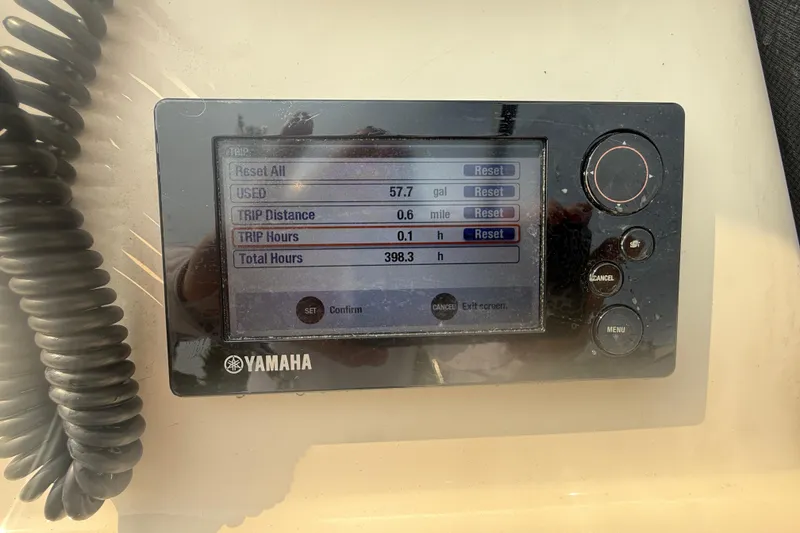 TRIP
Reset All Reset
USED 57.7 gal Reset
TRIP Distance 0.6 mile Reset
TRIP Hours 0.1 h Reset
Total Hours 398.3 h
SET Confirm CANCEL Exit screen.
YAMAHA
SET
CANCEL
MENU